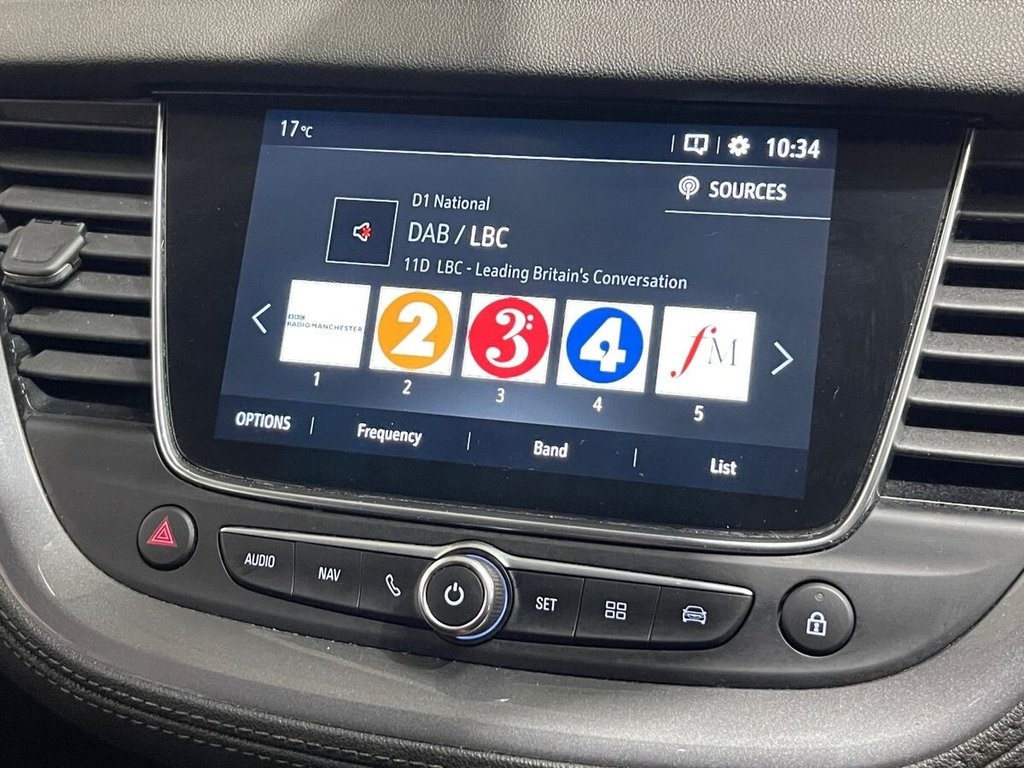 17°C
10:34
SOURCES
D1 National
DAB / LBC
11D LBC - Leading Britain's Conversation
BBC
RADIO MANCHESTER
2
3
4
fM
1
2
3
4
5
OPTIONS
Frequency
Band
List
AUDIO
NAV
SET